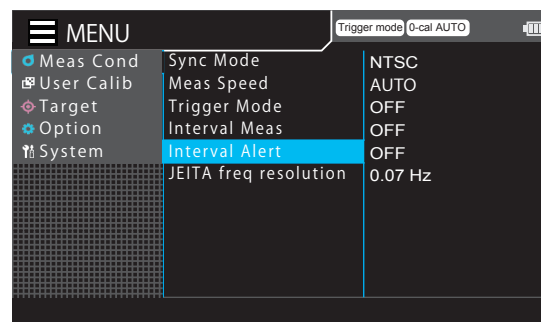 MENU
Trigger mode 0-cal AUTO
Meas Cond Sync Mode NTSC
User Calib Meas Speed AUTO
Target Trigger Mode OFF
Option Interval Meas OFF
System Interval Alert OFF
JEITA freq resolution 0.07 Hz